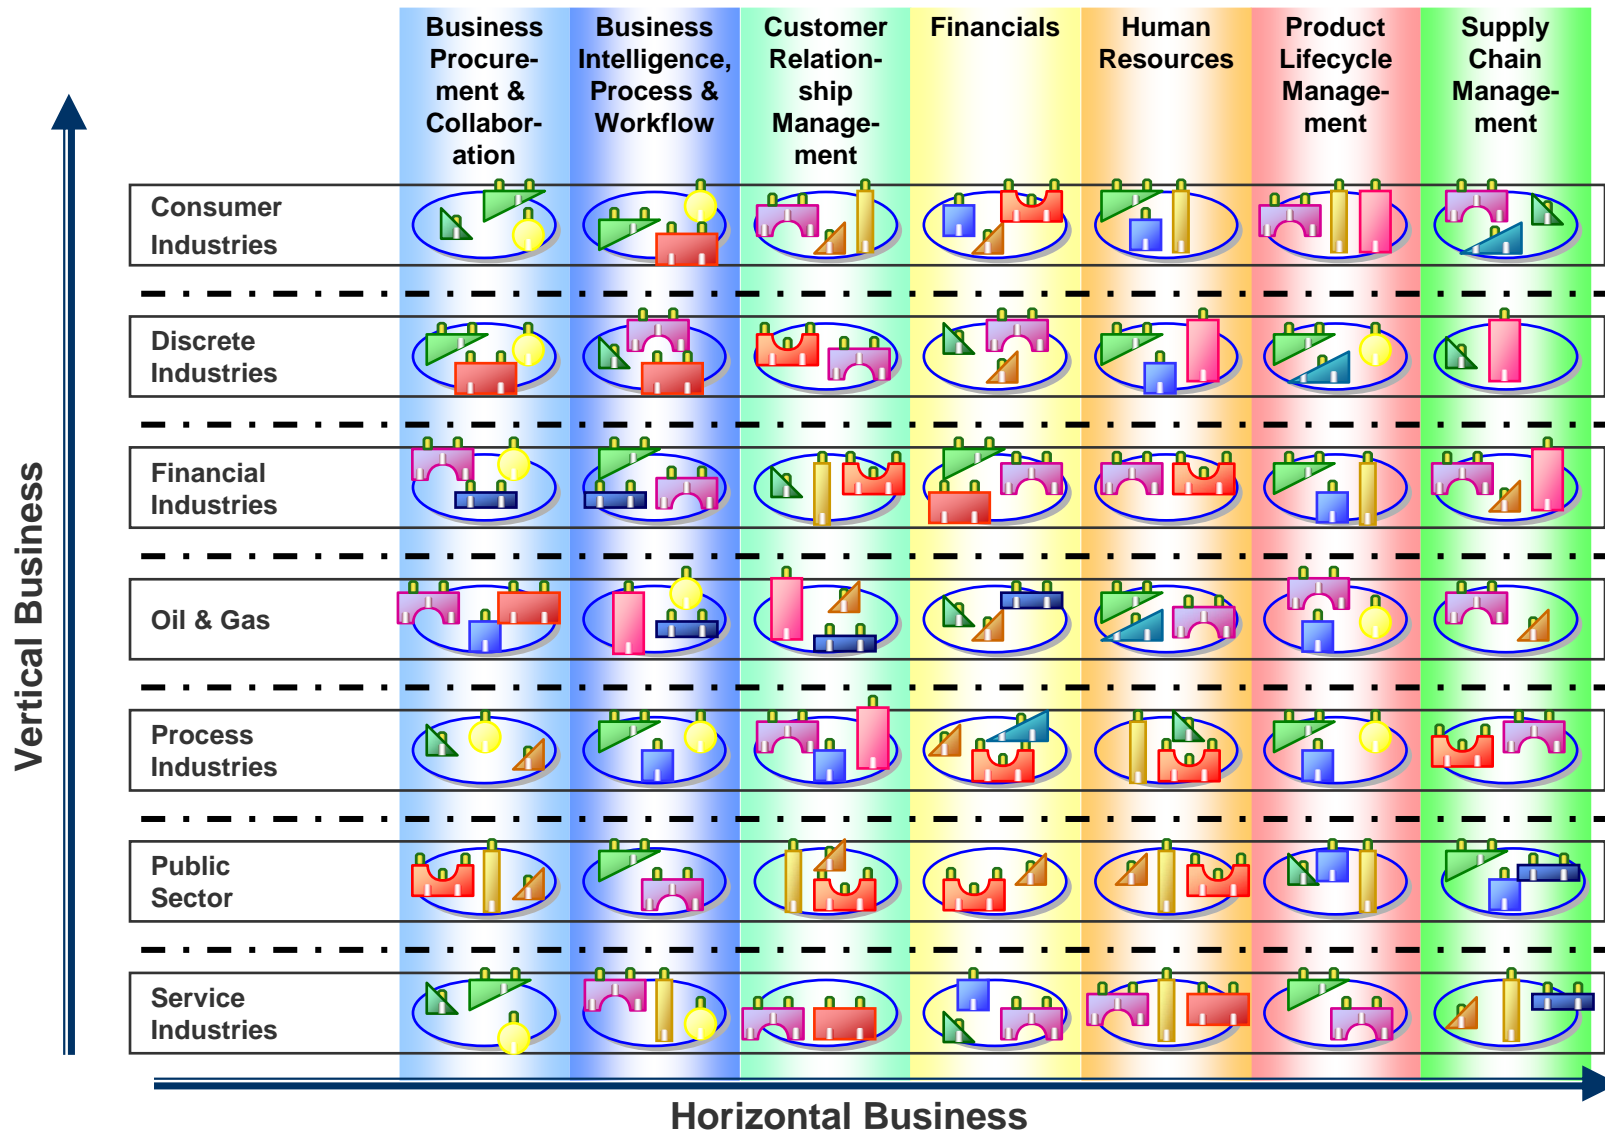 Business
Procure-
ment &
Collabor-
ation
Business
Intelligence,
Process &
Workflow
Customer
Relation-
ship
Manage-
ment
Financials
Human
Resources
Product
Lifecycle
Manage-
ment
Supply
Chain
Manage-
ment
Vertical Business
Consumer
Industries
Discrete
Industries
Financial
Industries
Oil & Gas
Process
Industries
Public
Sector
Service
Industries
Horizontal Business